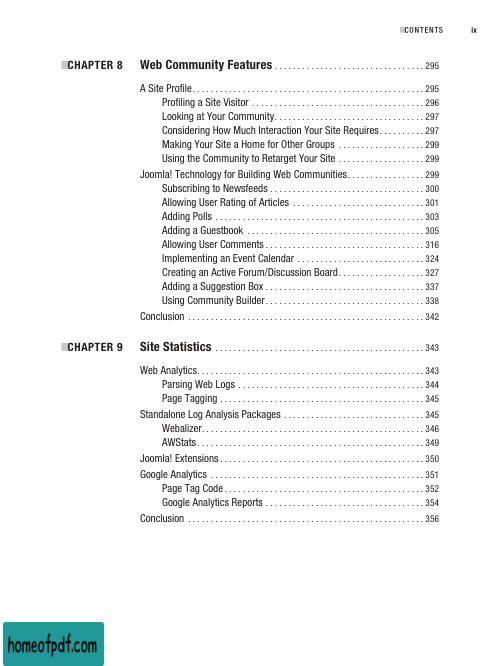 ■CONTENTS ix
■CHAPTER 8 Web Community Features . . . . . . . . . . . . . . . . . . . . . . . . . . . . . . . . . 295
A Site Profile. . . . . . . . . . . . . . . . . . . . . . . . . . . . . . . . . . . . . . . . . . . . . . . . . . . 295
Profiling a Site Visitor . . . . . . . . . . . . . . . . . . . . . . . . . . . . . . . . . . . . . . 296
Looking at Your Community. . . . . . . . . . . . . . . . . . . . . . . . . . . . . . . . . 297
Considering How Much Interaction Your Site Requires. . . . . . . . . . 297
Making Your Site a Home for Other Groups . . . . . . . . . . . . . . . . . . . 299
Using the Community to Retarget Your Site . . . . . . . . . . . . . . . . . . . 299
Joomla! Technology for Building Web Communities. . . . . . . . . . . . . . . . . 299
Subscribing to Newsfeeds . . . . . . . . . . . . . . . . . . . . . . . . . . . . . . . . . . 300
Allowing User Rating of Articles . . . . . . . . . . . . . . . . . . . . . . . . . . . . . 301
Adding Polls . . . . . . . . . . . . . . . . . . . . . . . . . . . . . . . . . . . . . . . . . . . . . . 303
Adding a Guestbook . . . . . . . . . . . . . . . . . . . . . . . . . . . . . . . . . . . . . . . 305
Allowing User Comments . . . . . . . . . . . . . . . . . . . . . . . . . . . . . . . . . . . 316
Implementing an Event Calendar . . . . . . . . . . . . . . . . . . . . . . . . . . . . 324
Creating an Active Forum/Discussion Board. . . . . . . . . . . . . . . . . . . 327
Adding a Suggestion Box . . . . . . . . . . . . . . . . . . . . . . . . . . . . . . . . . . . 337
Using Community Builder. . . . . . . . . . . . . . . . . . . . . . . . . . . . . . . . . . . 338
Conclusion . . . . . . . . . . . . . . . . . . . . . . . . . . . . . . . . . . . . . . . . . . . . . . . . . . . . 342
■CHAPTER 9 Site Statistics . . . . . . . . . . . . . . . . . . . . . . . . . . . . . . . . . . . . . . . . . . . . . . 343
Web Analytics. . . . . . . . . . . . . . . . . . . . . . . . . . . . . . . . . . . . . . . . . . . . . . . . . . 343
Parsing Web Logs . . . . . . . . . . . . . . . . . . . . . . . . . . . . . . . . . . . . . . . . . 344
Page Tagging . . . . . . . . . . . . . . . . . . . . . . . . . . . . . . . . . . . . . . . . . . . . . 345
Standalone Log Analysis Packages . . . . . . . . . . . . . . . . . . . . . . . . . . . . . . . 345
Webalizer. . . . . . . . . . . . . . . . . . . . . . . . . . . . . . . . . . . . . . . . . . . . . . . . . 346
AWStats . . . . . . . . . . . . . . . . . . . . . . . . . . . . . . . . . . . . . . . . . . . . . . . . . . 349
Joomla! Extensions . . . . . . . . . . . . . . . . . . . . . . . . . . . . . . . . . . . . . . . . . . . . . 350
Google Analytics . . . . . . . . . . . . . . . . . . . . . . . . . . . . . . . . . . . . . . . . . . . . . . . 351
Page Tag Code . . . . . . . . . . . . . . . . . . . . . . . . . . . . . . . . . . . . . . . . . . . . 352
Google Analytics Reports . . . . . . . . . . . . . . . . . . . . . . . . . . . . . . . . . . . 354
Conclusion . . . . . . . . . . . . . . . . . . . . . . . . . . . . . . . . . . . . . . . . . . . . . . . . . . . . 356
homeofpdf.com